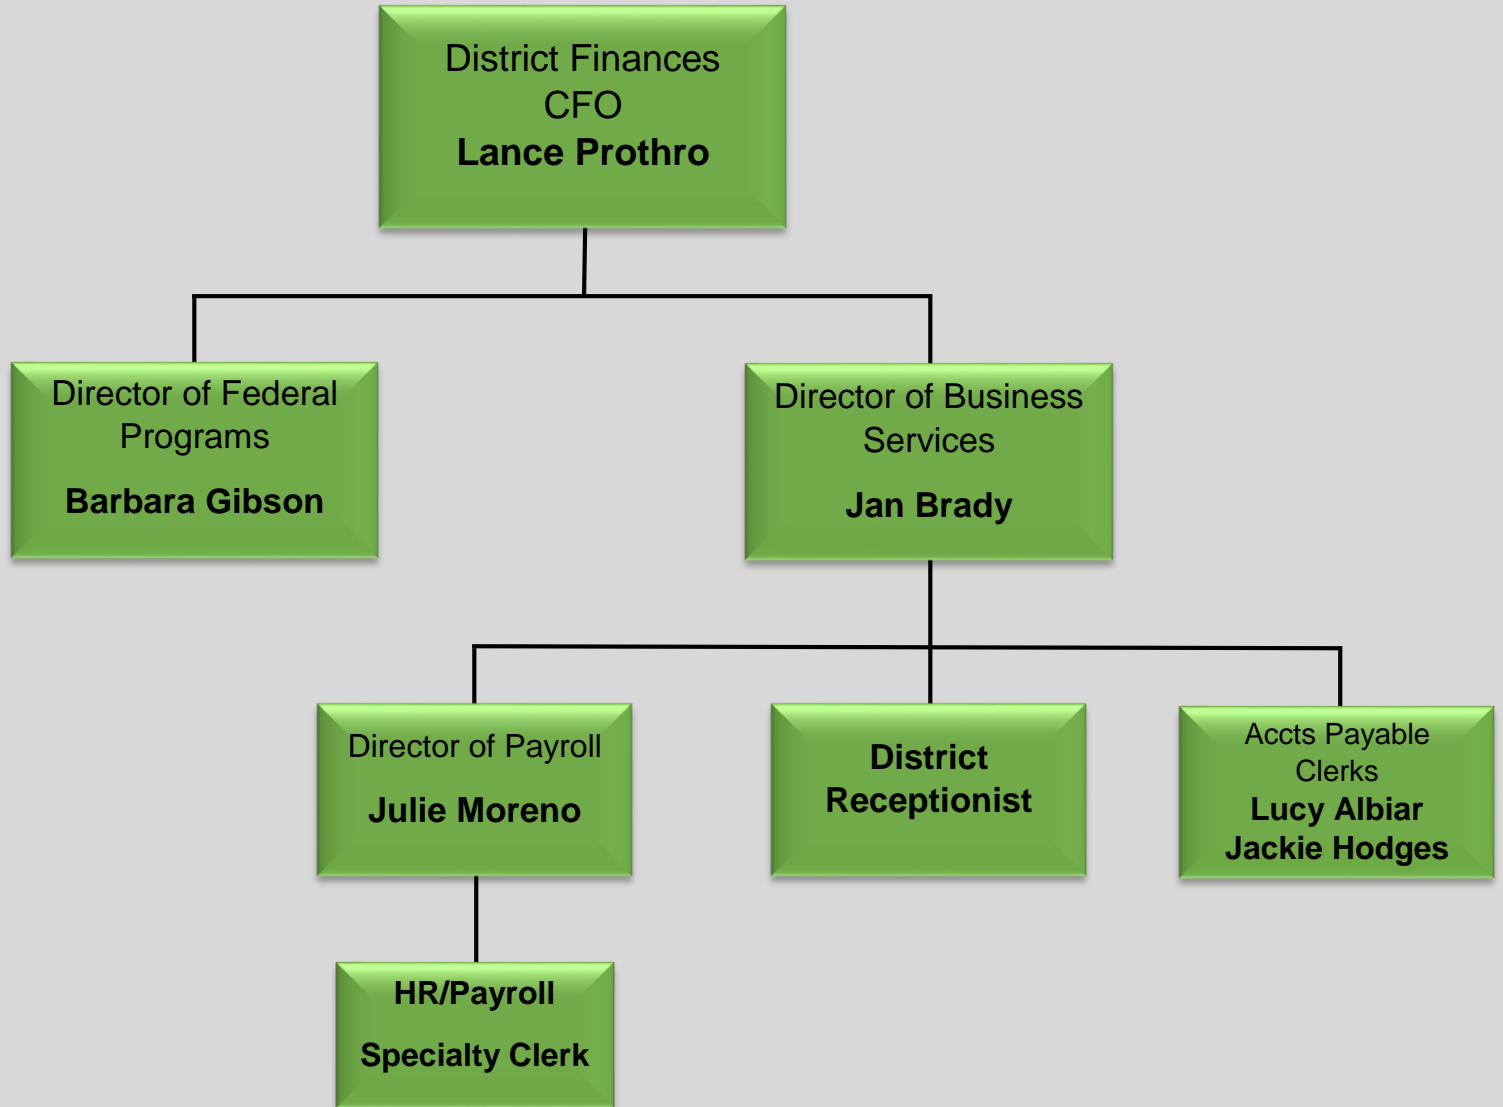 District Finances
CFO
Lance Prothro
Director of Federal
Programs
Barbara Gibson
Director of Business
Services
Jan Brady
Director of Payroll
Julie Moreno
District
Receptionist
Accts Payable
Clerks
Lucy Albiar
Jackie Hodges
HR/Payroll
Specialty Clerk